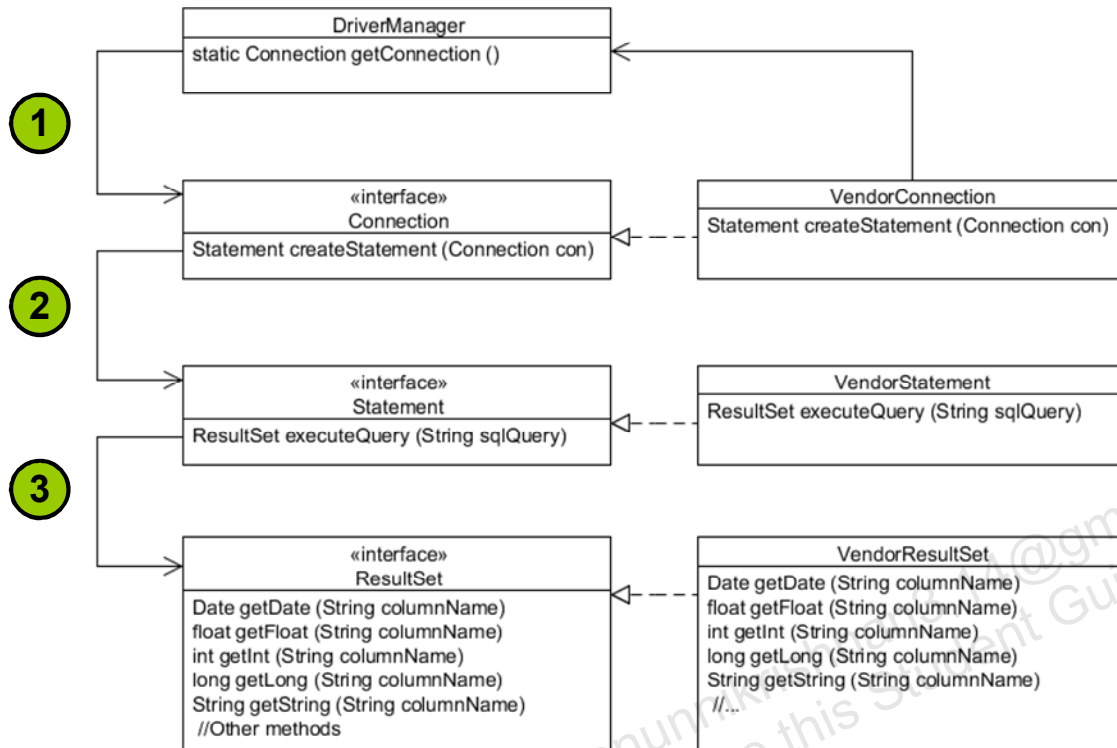 DriverManager
static Connection getConnection ()
1
«interface»
Connection
Statement createStatement (Connection con)
VendorConnection
Statement createStatement (Connection con)
2
«interface»
Statement
ResultSet executeQuery (String sqlQuery)
VendorStatement
ResultSet executeQuery (String sqlQuery)
3
«interface»
ResultSet
Date getDate (String columnName)
float getFloat (String columnName)
int getInt (String columnName)
long getLong (String columnName)
String getString (String columnName)
//Other methods
VendorResultSet
Date getDate (String columnName)
float getFloat (String columnName)
int getInt (String columnName)
long getLong (String columnName)
String getString (String columnName)
//...
this Student